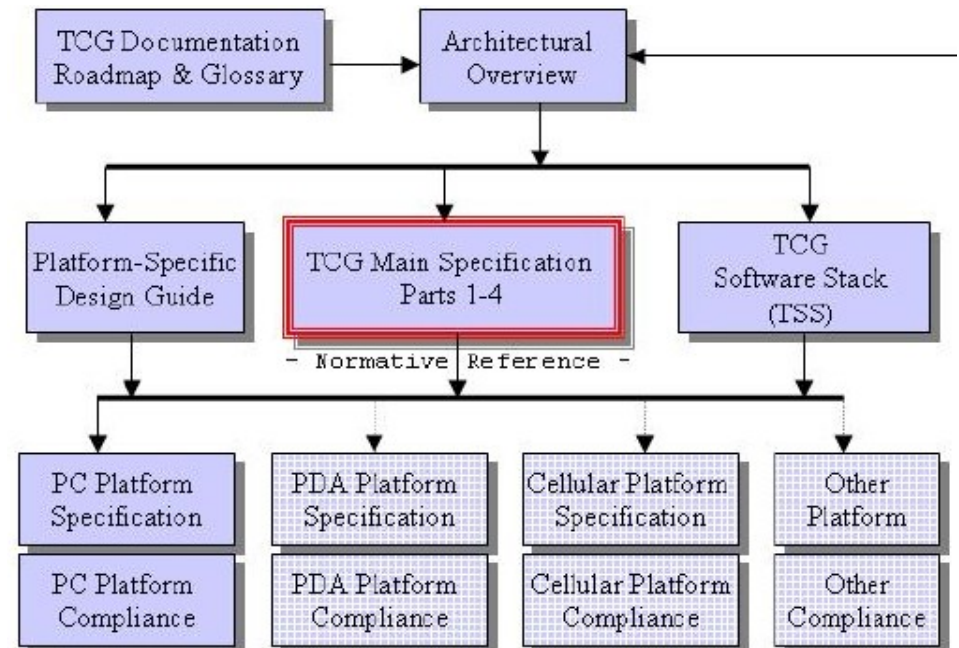 TCG Documentation
Roadmap & Glossary
Architectural
Overview
Platform-Specific
Design Guide
TCG Main Specification
Parts 1-4
TCG
Software Stack
(TSS)
- Normative Reference -
PC Platform
Specification
PDA Platform
Specification
Cellular Platform
Specification
Other
Platform
PC Platform
Compliance
PDA Platform
Compliance
Cellular Platform
Compliance
Other
Compliance